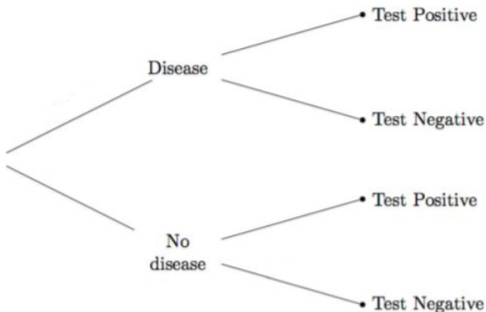 Test Positive
Disease
Test Negative
Test Positive
No
disease
Test Negative